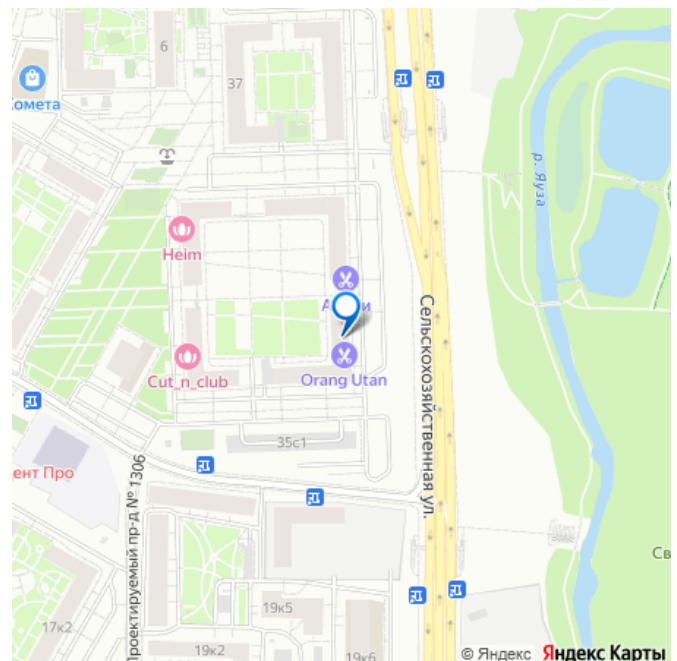 6
37
Комета
р. Яуза
Heim
Сельскохозяйственная ул.
Cut_n_club
Orang Utan
35с1
ент Про
Проектируемый пр-д № 1306
Св
19к5
17к2
19к2
19к6
© Яндекс Яндекс Карты